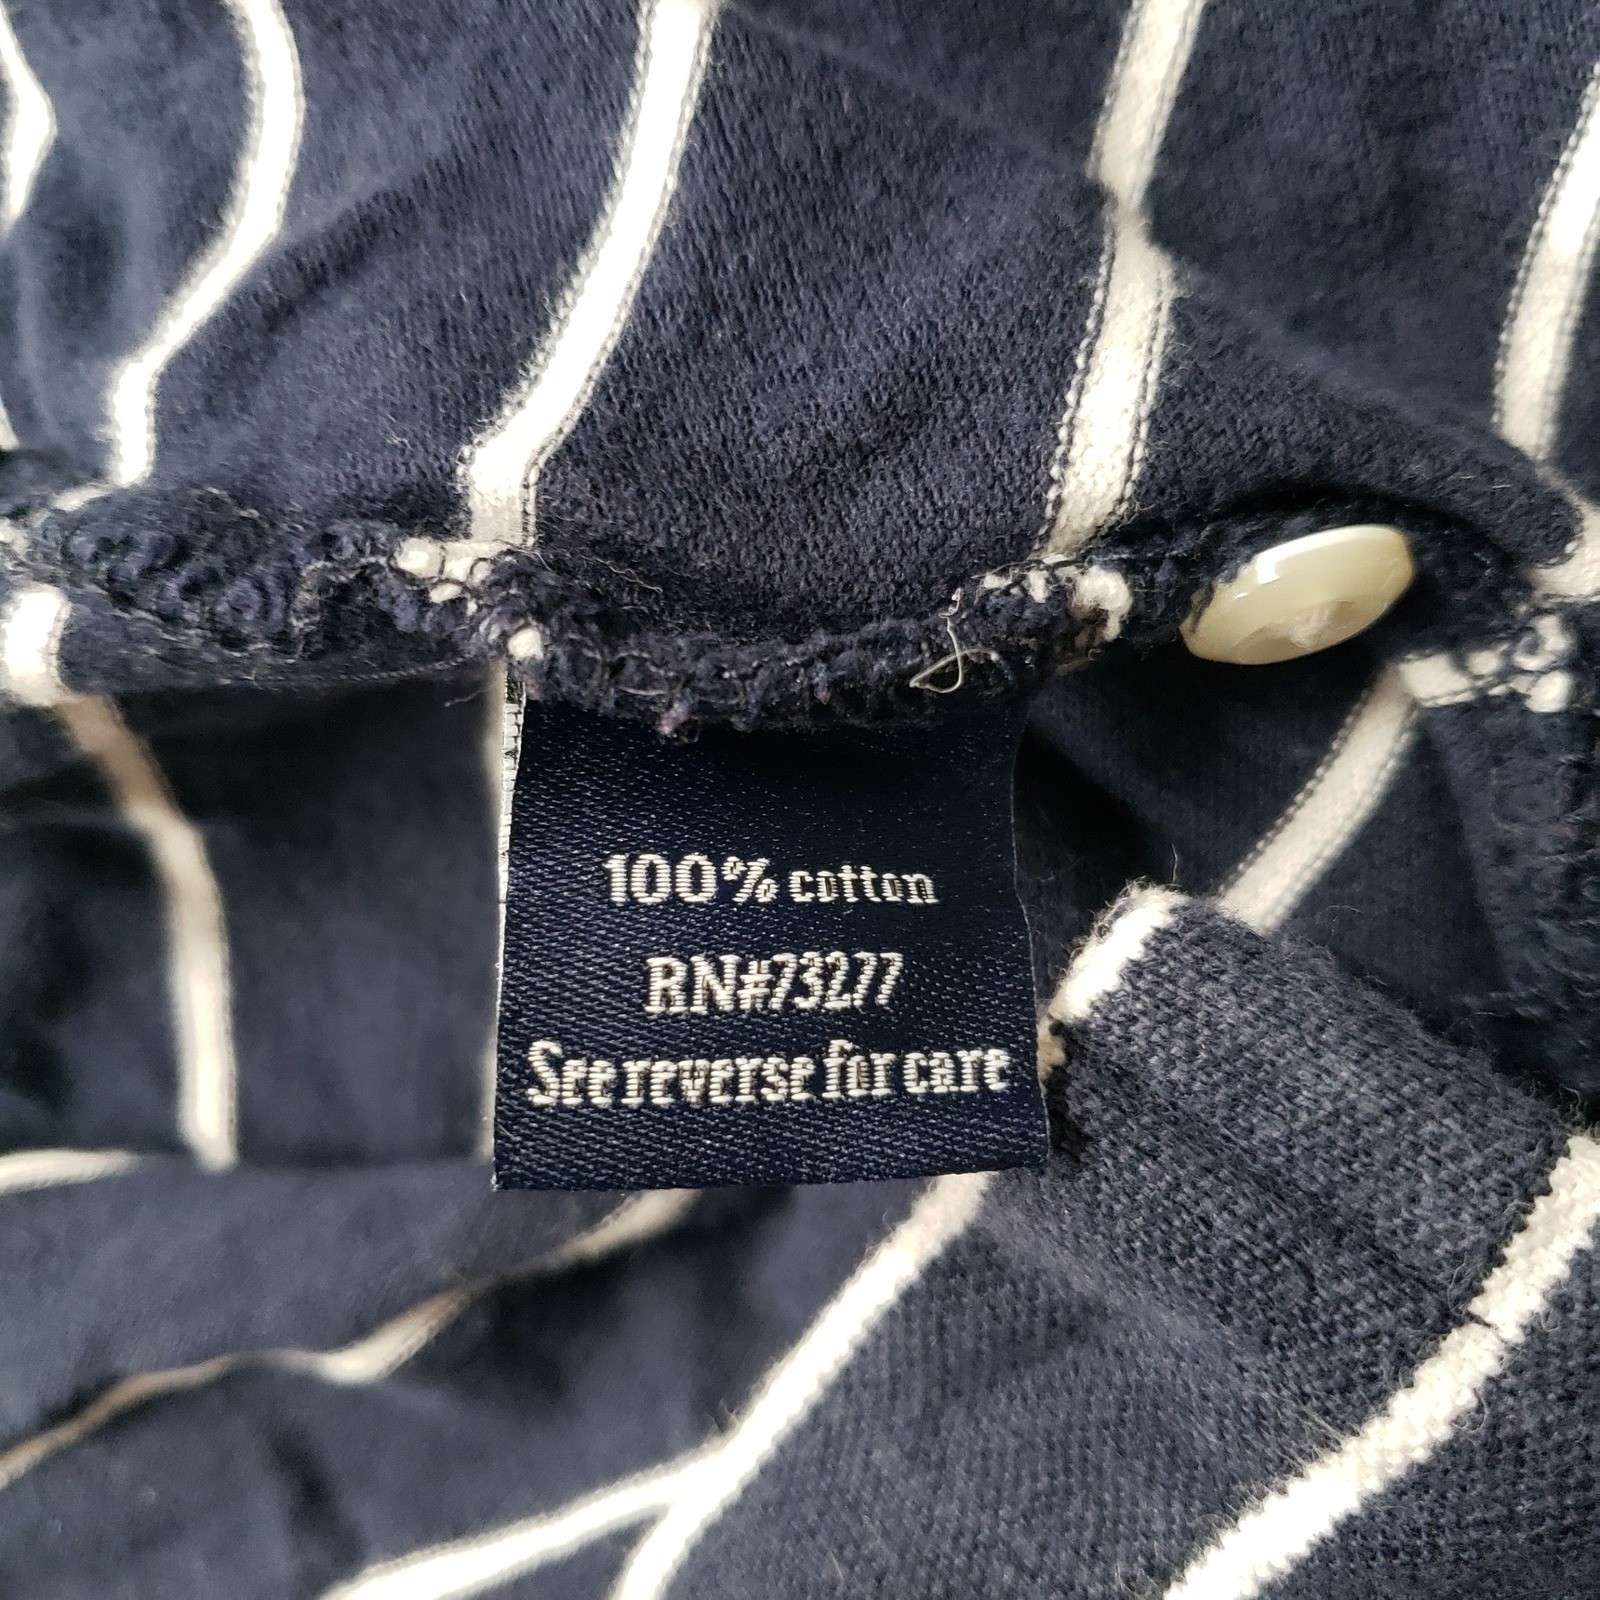 100% cotton
RN#73277
See reverse for care